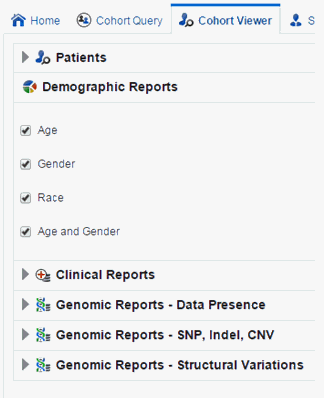 Home Cohort Query Cohort Viewer S
Patients
Demographic Reports
Age
Gender
Race
Age and Gender
Clinical Reports
Genomic Reports - Data Presence
Genomic Reports - SNP, Indel, CNV
Genomic Reports - Structural Variations